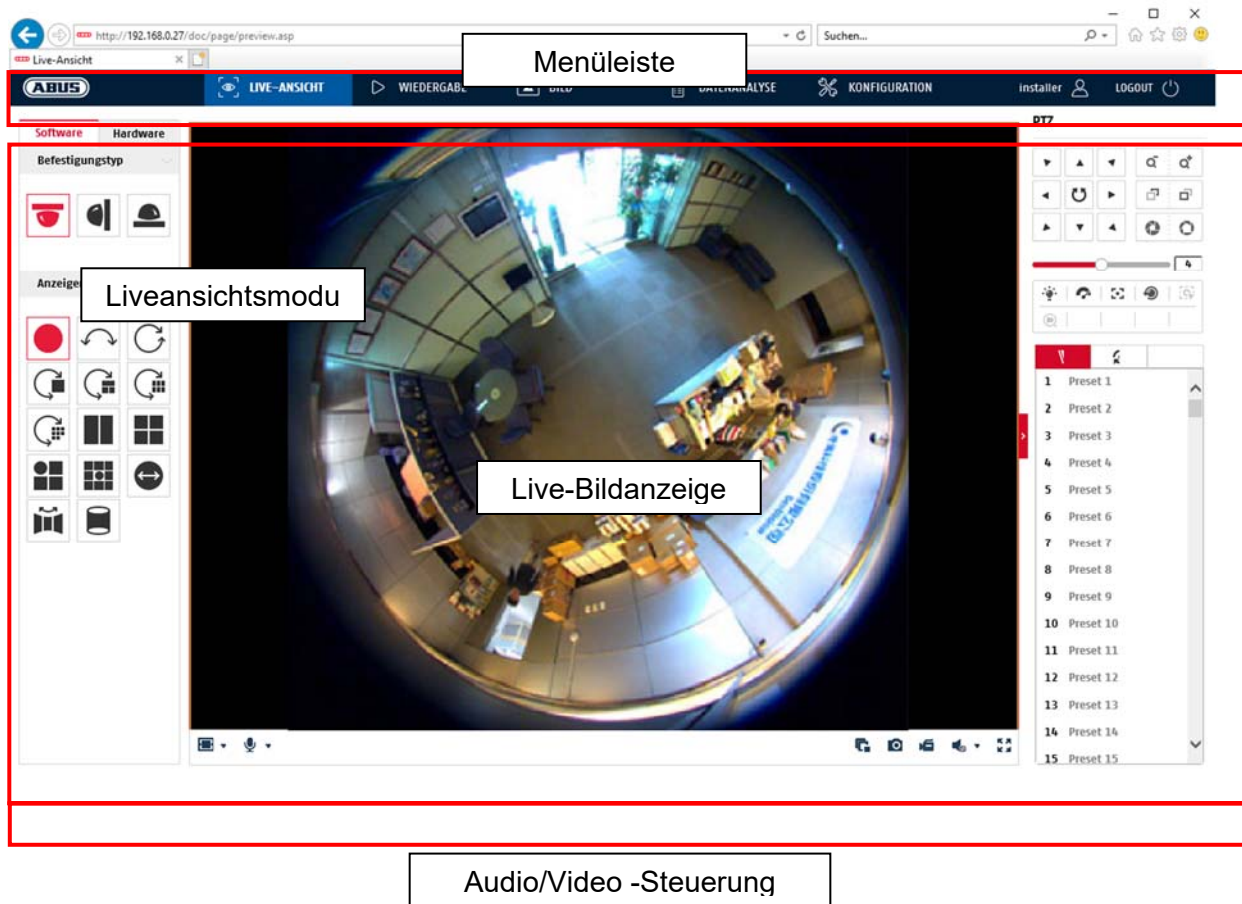 http://192.168.0.27/doc/page/preview.asp
Suchen...
Live-Ansicht
Menüleiste
ABUS
LIVE-ANSICHT
WIEDERGABE
BILD
DATENANALYSE
KONFIGURATION
installer
LOGOUT
Software
Hardware
PTZ
Befestigungstyp
4
Liveansichtsmodu
1 Preset 1
2 Preset 2
3 Preset 3
4 Preset 4
5 Preset 5
6 Preset 6
7 Preset 7
8 Preset 8
9 Preset 9
10 Preset 10
11 Preset 11
12 Preset 12
13 Preset 13
14 Preset 14
15 Preset 15
Live-Bildanzeige
Audio/Video -Steuerung